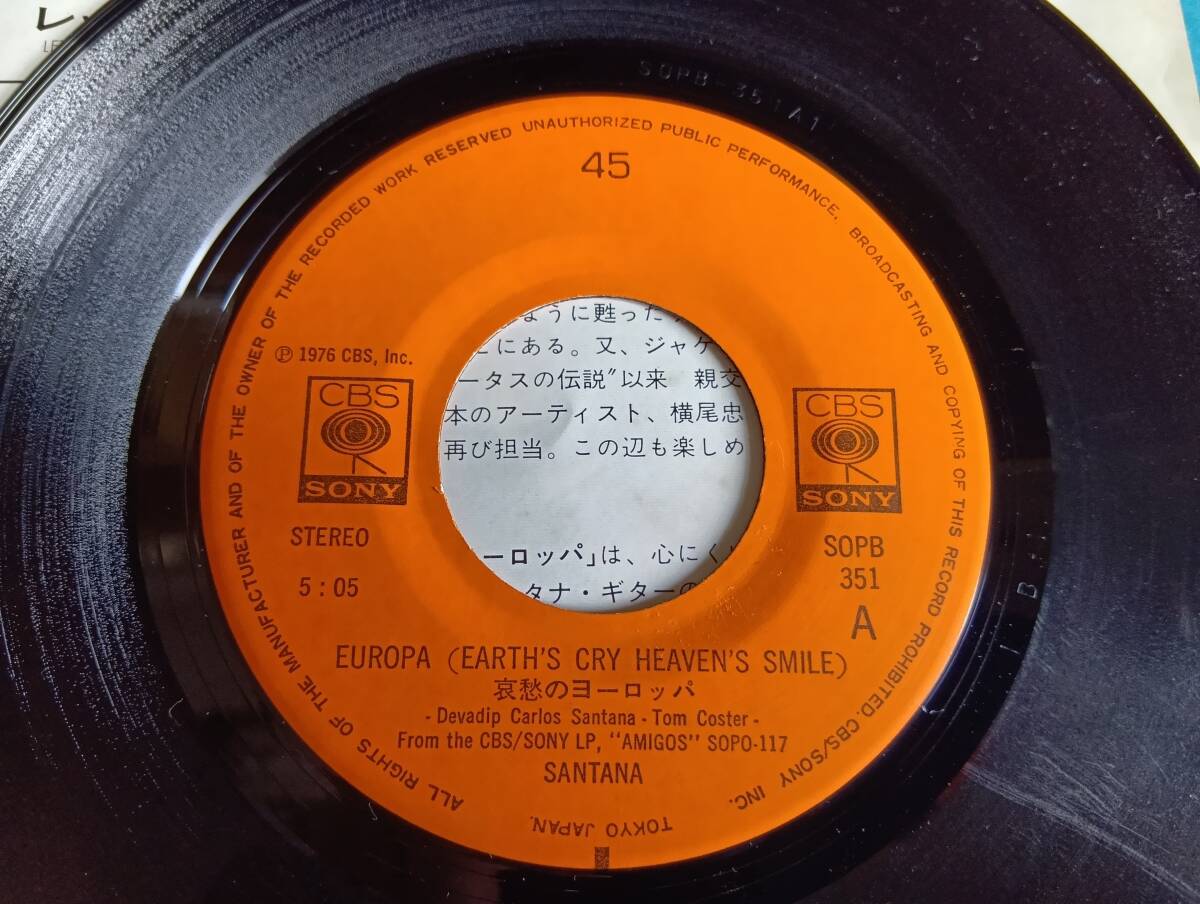 SOPB-351A1
ALL RIGHTS OF THE MANUFACTURER AND OF THE OWNER OF THE RECORDED WORK RESERVED UNAUTHORIZED PUBLIC PERFORMANCE, BROADCASTING AND COPYING OF THIS RECORD PROHIBITED. CBS/SONY INC.
TOKYO JAPAN.
45
ように甦った
こにある。又、ジャケ
ータスの伝説”以来 親交
本のアーティスト、横尾忠
再び担当。この辺も楽しめ
ーロッパ」は、心にく
タナ・ギターの
℗ 1976 CBS, Inc.
CBS
SONY
CBS
SONY
STEREO
5:05
SOPB
351
A
1 B
EUROPA (EARTH'S CRY HEAVEN'S SMILE)
哀愁のヨーロッパ
- Devadip Carlos Santana - Tom Coster -
From the CBS/SONY LP, "AMIGOS" SOPO-117
SANTANA